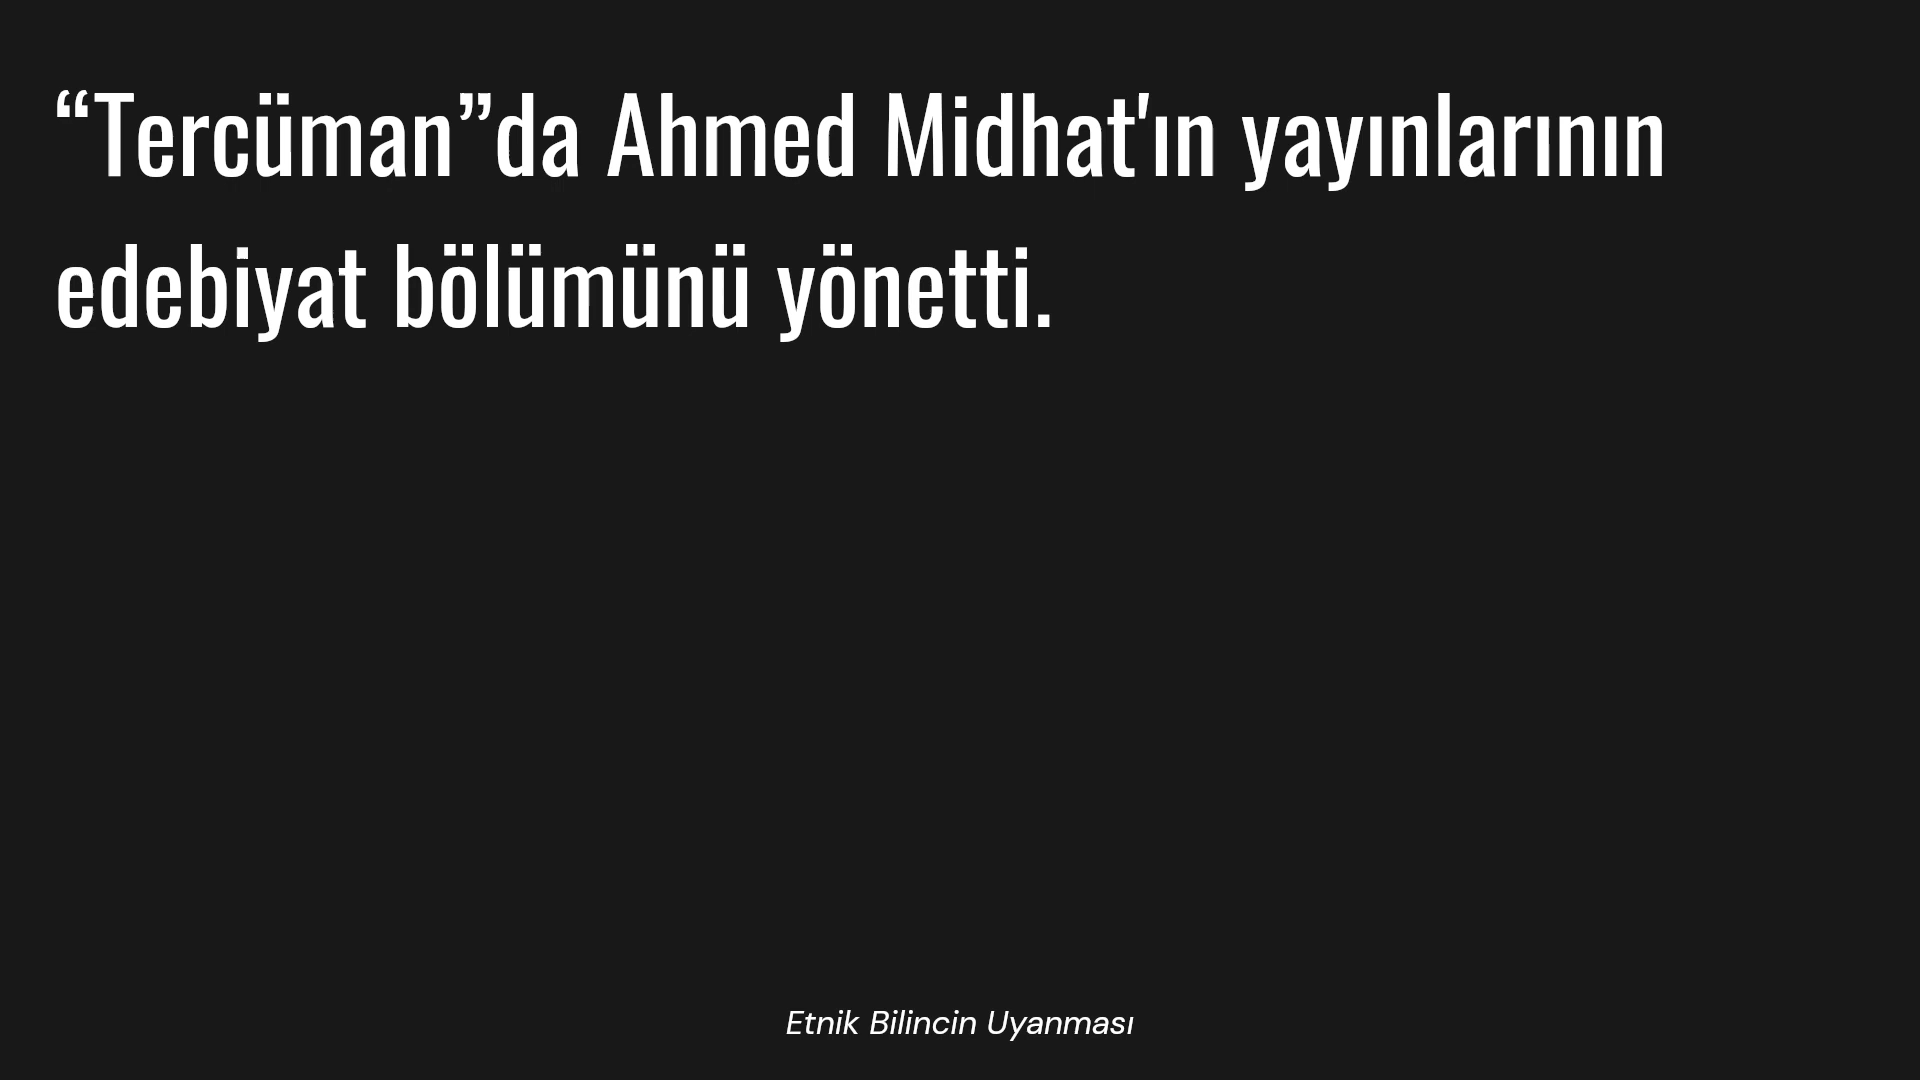 “Tercüman”da Ahmed Midhat'ın yayınlarının
edebiyat bölümünü yönetti.
Etnik Bilincin Uyanması